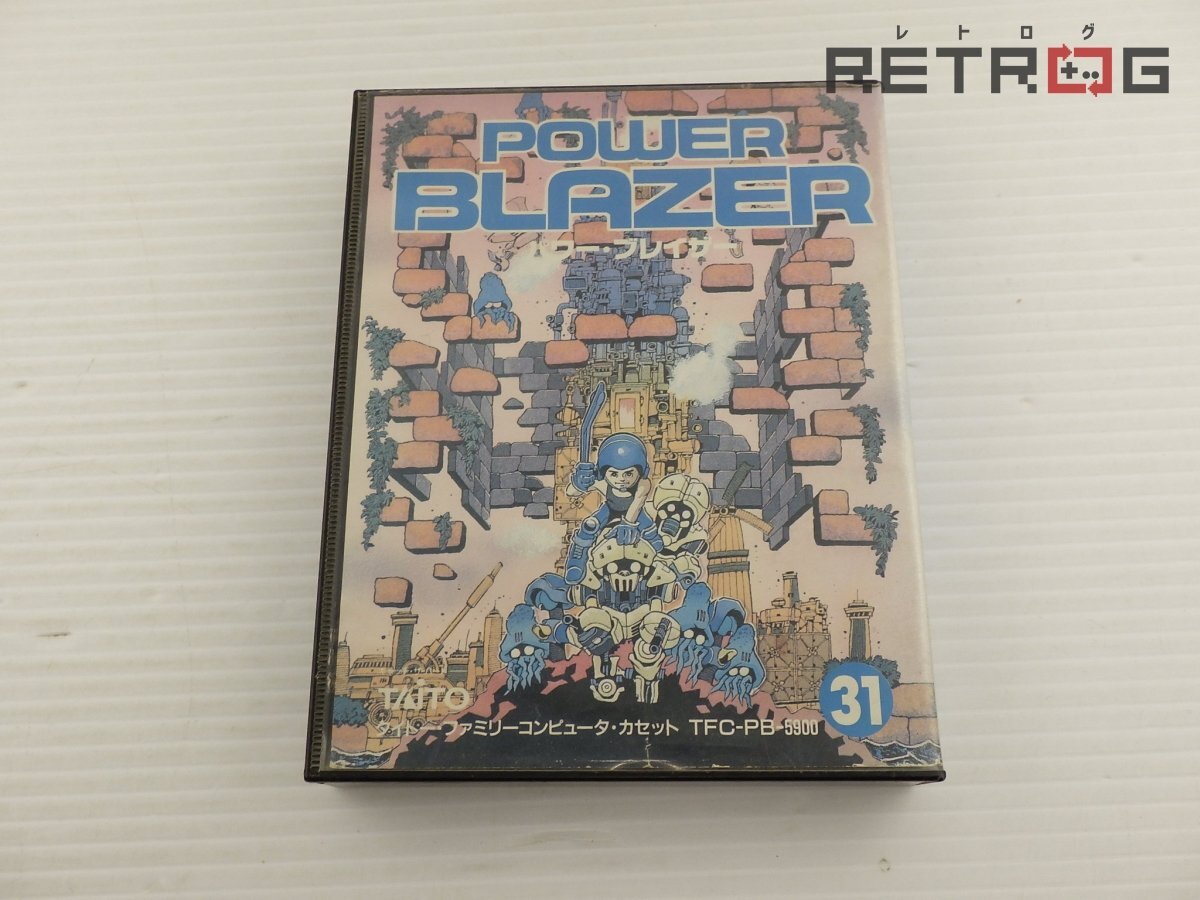 レトログ
RETROG
POWER
BLAZER
パワー・ブレイザー
TAITO
タイトーファミリーコンピュータ・カセット TFC-PB-5900
31